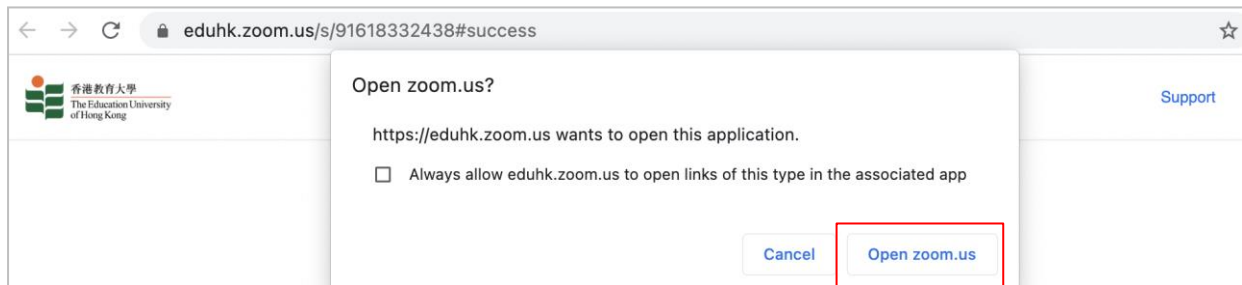 eduhk.zoom.us/s/91618332438#success
香港教育大學
The Education University
of Hong Kong
Open zoom.us?
https://eduhk.zoom.us wants to open this application.
Always allow eduhk.zoom.us to open links of this type in the associated app
Cancel
Open zoom.us
Support